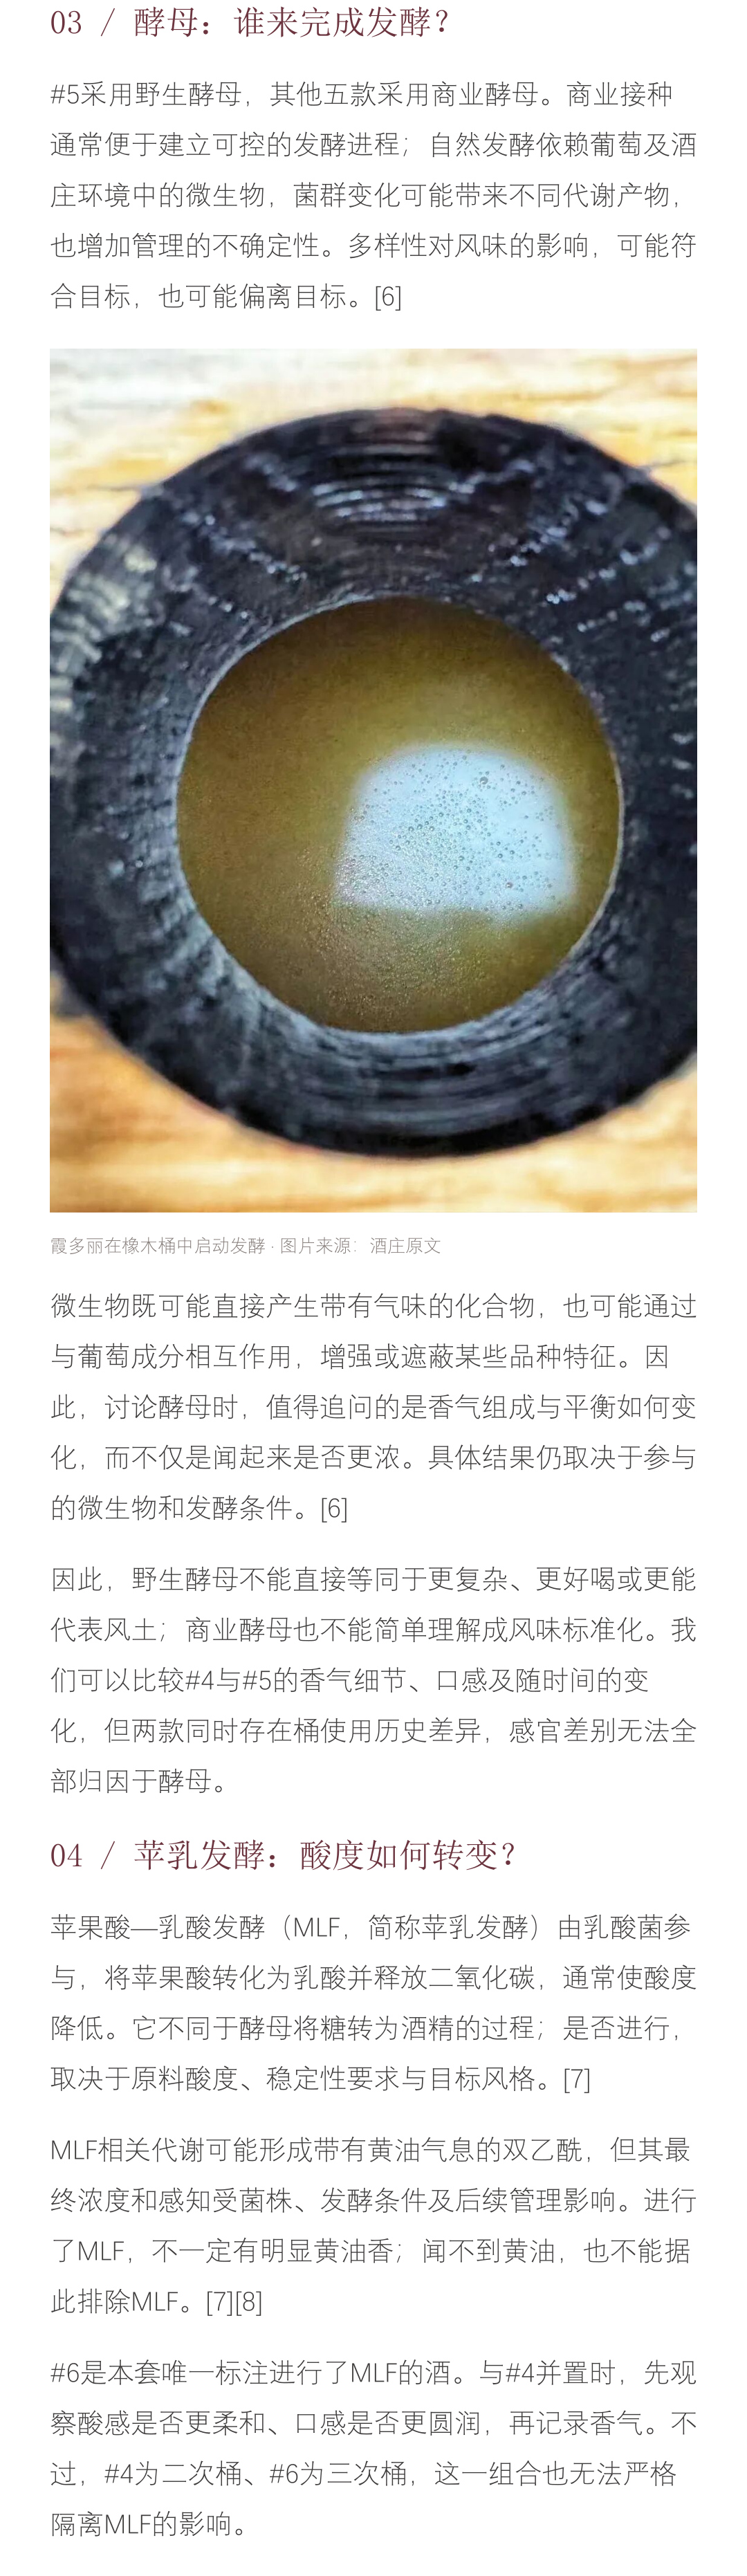 03 / 酵母：谁来完成发酵？
#5采用野生酵母，其他五款采用商业酵母。商业接种
通常便于建立可控的发酵进程；自然发酵依赖葡萄及酒
庄环境中的微生物，菌群变化可能带来不同代谢产物，
也增加管理的不确定性。多样性对风味的影响，可能符
合目标，也可能偏离目标。[6]
霞多丽在橡木桶中启动发酵 · 图片来源：酒庄原文
微生物既可能直接产生带有气味的化合物，也可能通过
与葡萄成分相互作用，增强或遮蔽某些品种特征。因
此，讨论酵母时，值得追问的是香气组成与平衡如何变
化，而不仅是闻起来是否更浓。具体结果仍取决于参与
的微生物和发酵条件。[6]
因此，野生酵母不能直接等同于更复杂、更好喝或更能
代表风土；商业酵母也不能简单理解成风味标准化。我
们可以比较#4与#5的香气细节、口感及随时间的变
化，但两款同时存在桶使用历史差异，感官差别无法全
部归因于酵母。
04 / 苹乳发酵：酸度如何转变？
苹果酸—乳酸发酵（MLF，简称苹乳发酵）由乳酸菌参
与，将苹果酸转化为乳酸并释放二氧化碳，通常使酸度
降低。它不同于酵母将糖转为酒精的过程；是否进行，
取决于原料酸度、稳定性要求与目标风格。[7]
MLF相关代谢可能形成带有黄油气息的双乙酰，但其最
终浓度和感知受菌株、发酵条件及后续管理影响。进行
了MLF，不一定有明显黄油香；闻不到黄油，也不能据
此排除MLF。[7][8]
#6是本套唯一标注进行了MLF的酒。与#4并置时，先观
察酸感是否更柔和、口感是否更圆润，再记录香气。不
过，#4为二次桶、#6为三次桶，这一组合也无法严格
隔离MLF的影响。